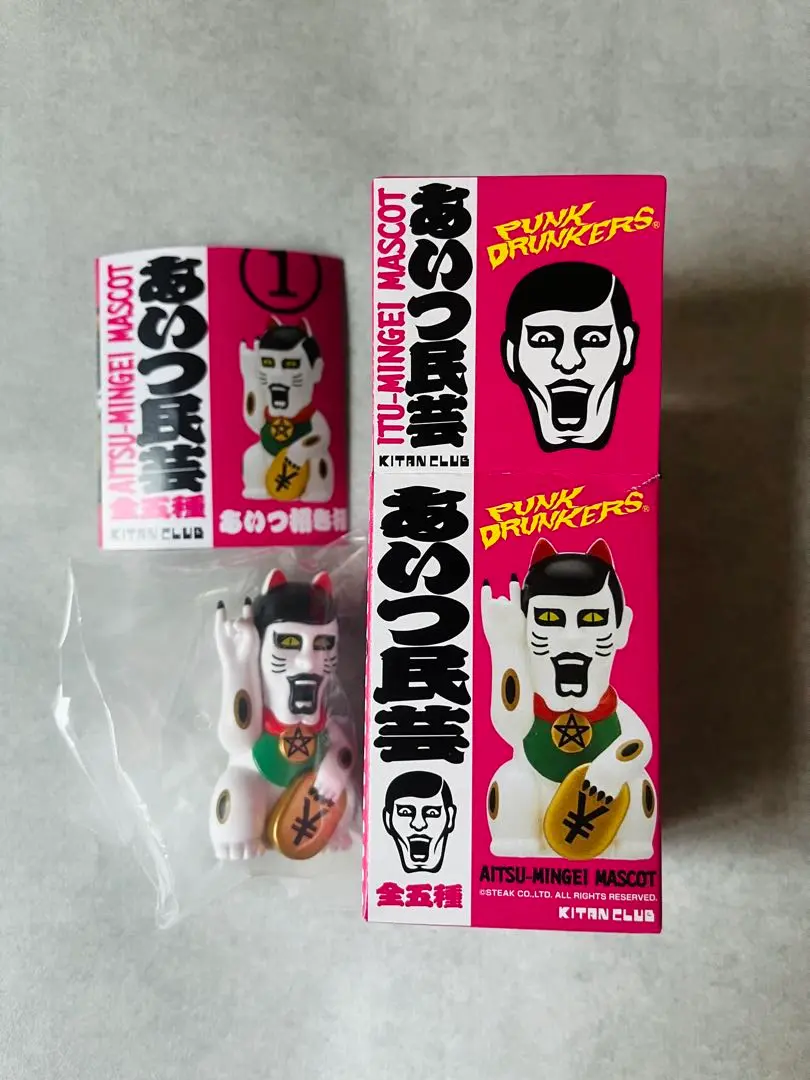 AITSU-MINGEI MASCOT
あいつ民芸
全五種
KITAN CLUB
1
¥
あいつ招き猫
ITU-MINGEI MASCOT
あいつ民芸
KITAN CLUB
PUNK
DRUNKERS®
あいつ民芸
全五種
PUNK
DRUNKERS®
¥
AITSU-MINGEI MASCOT
©STEAK CO.,LTD. ALL RIGHTS RESERVED.
KITAN CLUB
¥